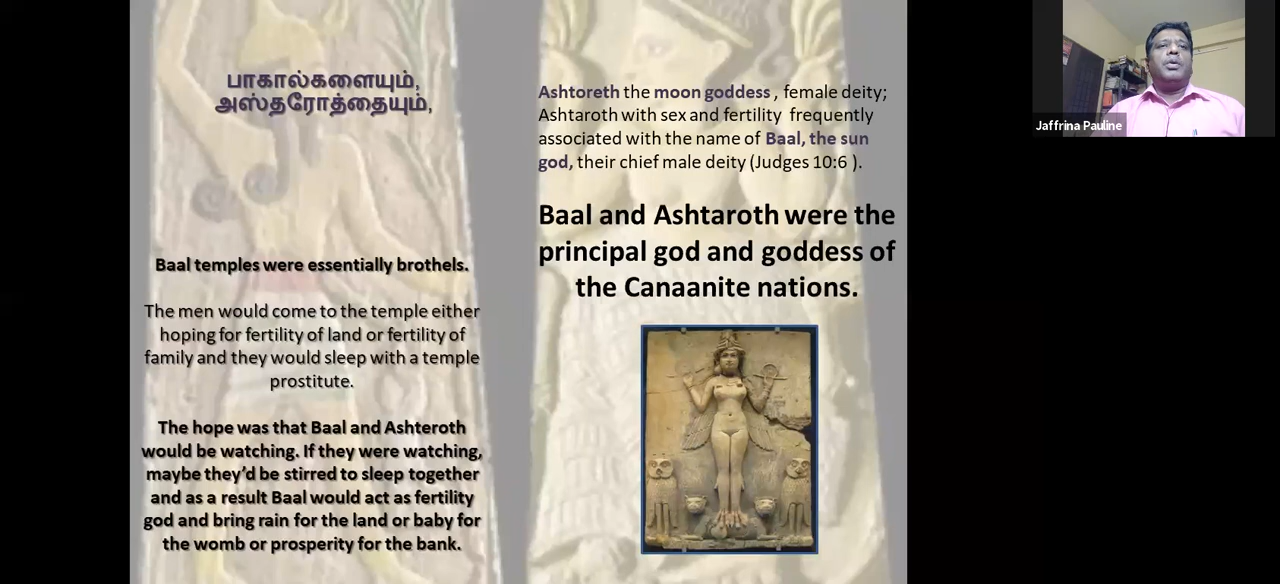 பாகால்களையும்,
அஸ்தரோத்தையும்,
Baal temples were essentially brothels.
The men would come to the temple either
hoping for fertility of land or fertility of
family and they would sleep with a temple
prostitute.
The hope was that Baal and Ashteroth
would be watching. If they were watching,
maybe they'd be stirred to sleep together
and as a result Baal would act as fertility
god and bring rain for the land or baby for
the womb or prosperity for the bank.
Ashtoreth the moon goddess , female deity;
Ashtaroth with sex and fertility frequently
associated with the name of Baal, the sun
god, their chief male deity (Judges 10:6 ).
Baal and Ashtaroth were the
principal god and goddess of
the Canaanite nations.
Jaffrina Pauline